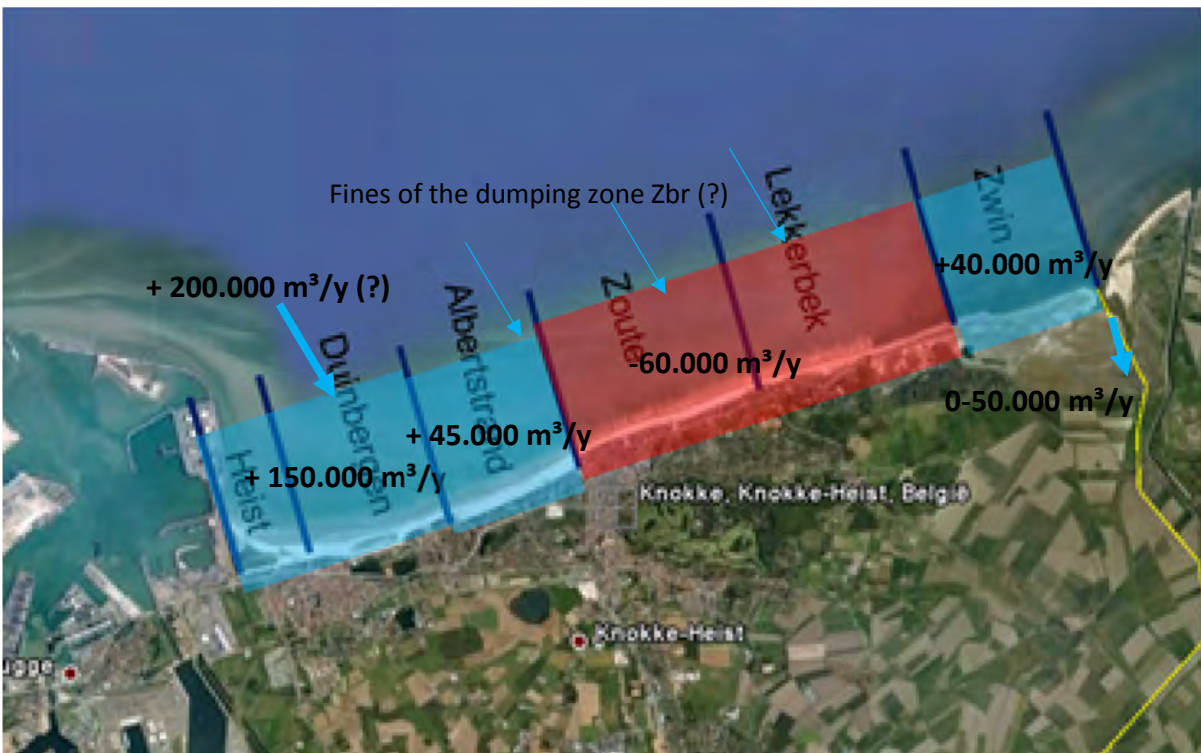 Fines of the dumping zone Zbr (?)
+ 200.000 m³/y (?)
Heist
Duinbergen
Albertstrand
Zoute
Lekkerbek
Zwin
+40.000 m³/y
-60.000 m³/y
0-50.000 m³/y
+ 45.000 m³/y
+ 150.000 m³/y
Knokke, Knokke-Heist, België
Knokke-Heist
ugge